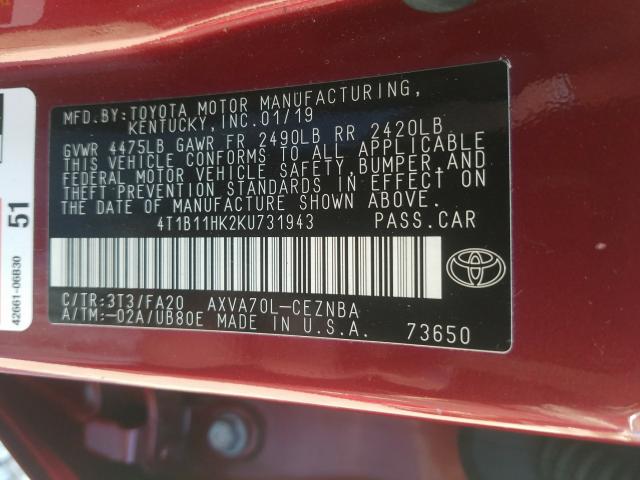 MFD.BY:TOYOTA MOTOR MANUFACTURING,
KENTUCKY, INC.01/19
GVWR 4475LB GAWR FR 2490LB RR 2420LB
THIS VEHICLE CONFORMS TO ALL APPLICABLE
FEDERAL MOTOR VEHICLE SAFETY, BUMPER, AND
THEFT PREVENTION STANDARDS IN EFFECT ON
THE DATE OF MANUFACTURE SHOWN ABOVE.
4T1B11HK2KU731943 PASS.CAR
C/TR:3T3/FA20 AXVA70L-CEZNBA
A/TM:-02A/UB80E MADE IN U.S.A. 73650
51
42661-06B30